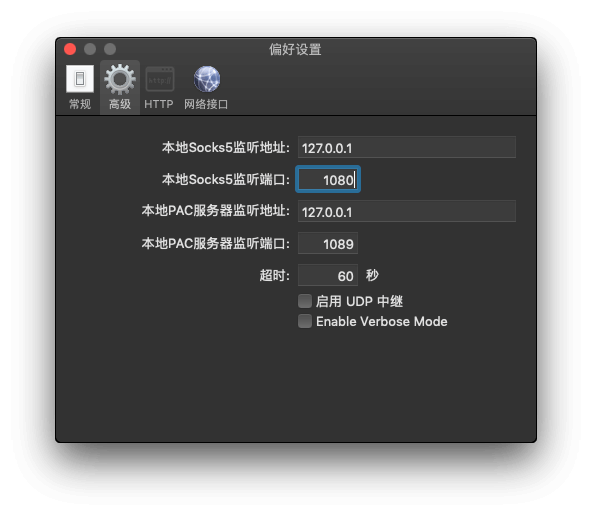 偏好设置
常规
高级
HTTP
网络接口
本地Socks5监听地址: 127.0.0.1
本地Socks5监听端口: 1080
本地PAC服务器监听地址: 127.0.0.1
本地PAC服务器监听端口: 1089
超时: 60 秒
启用 UDP 中继
Enable Verbose Mode